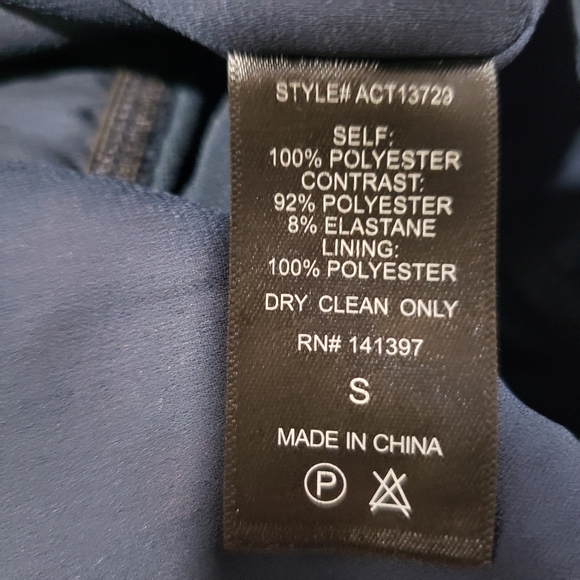 STYLE# ACT13729
SELF:
100% POLYESTER
CONTRAST:
92% POLYESTER
8% ELASTANE
LINING:
100% POLYESTER
DRY CLEAN ONLY
RN# 141397
S
MADE IN CHINA
P